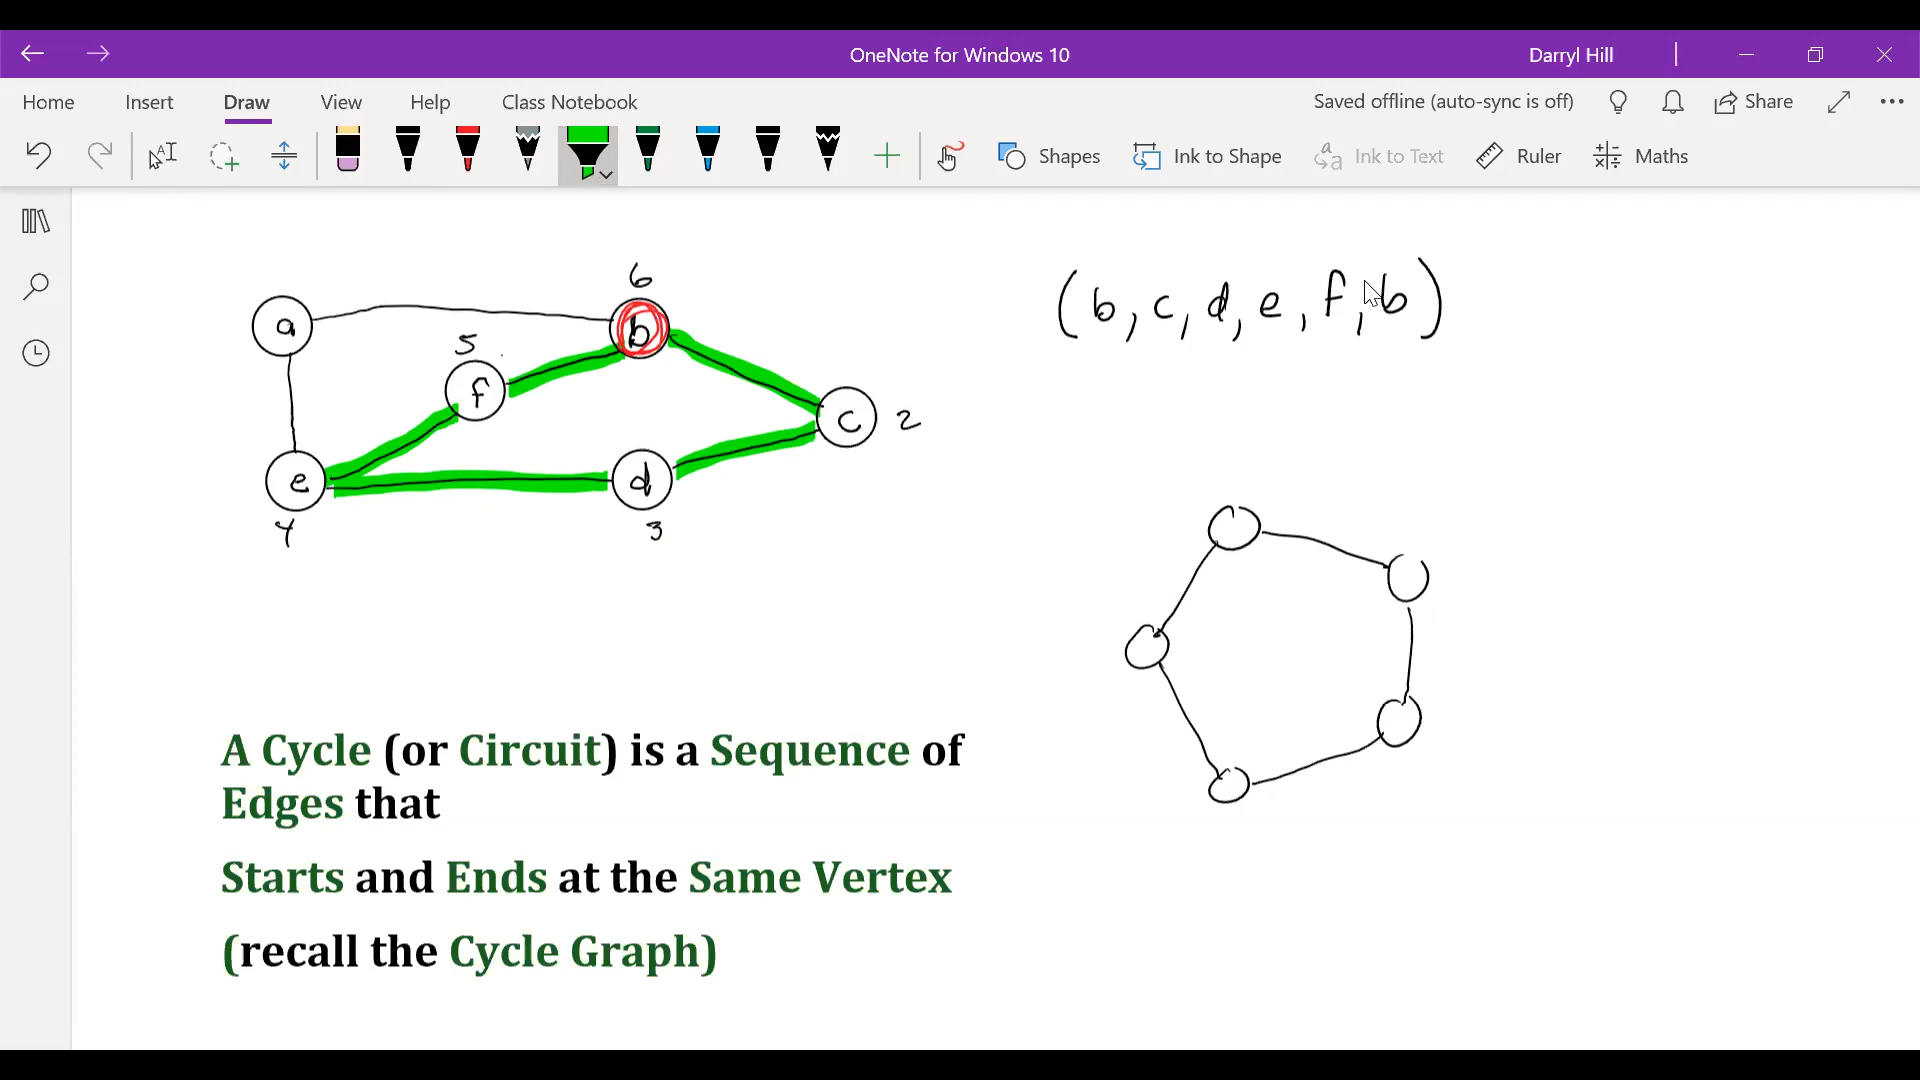 OneNote for Windows 10
Darryl Hill
Home Insert Draw View Help Class Notebook
Saved offline (auto-sync is off) Share
Shapes Ink to Shape Ink to Text Ruler Maths
6
(b, c, d, e, f, b)
a b
5
f
c 2
e d
4 3
A Cycle (or Circuit) is a Sequence of
Edges that
Starts and Ends at the Same Vertex
(recall the Cycle Graph)